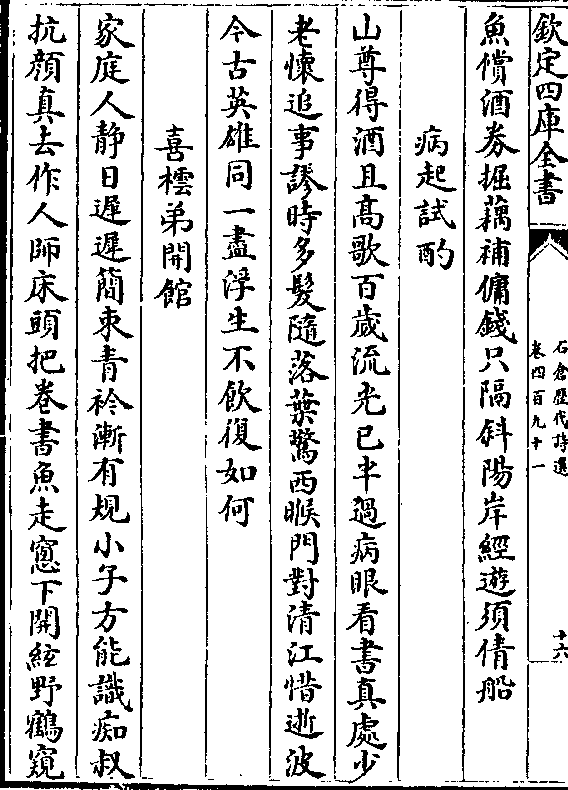 欽定四庫全書
石倉歷代詩選
卷四百九十一
十六
魚償酒券掘藕補傭錢只隔斜陽岸經遊須倩船
病起試酌
山尊得酒且高歌百歲流光已半過病眼看書真處少
老懷追事謬時多髮隨落葉驚西㬋門對清江惜逝波
今古英雄同一盡浮生不飲復如何
喜橒弟開館
家庭人静日遲遲簡束青衿漸有規小子方能識痴叔
抗顔真去作人師床頭把卷書魚走窻下開絃野鶴窺